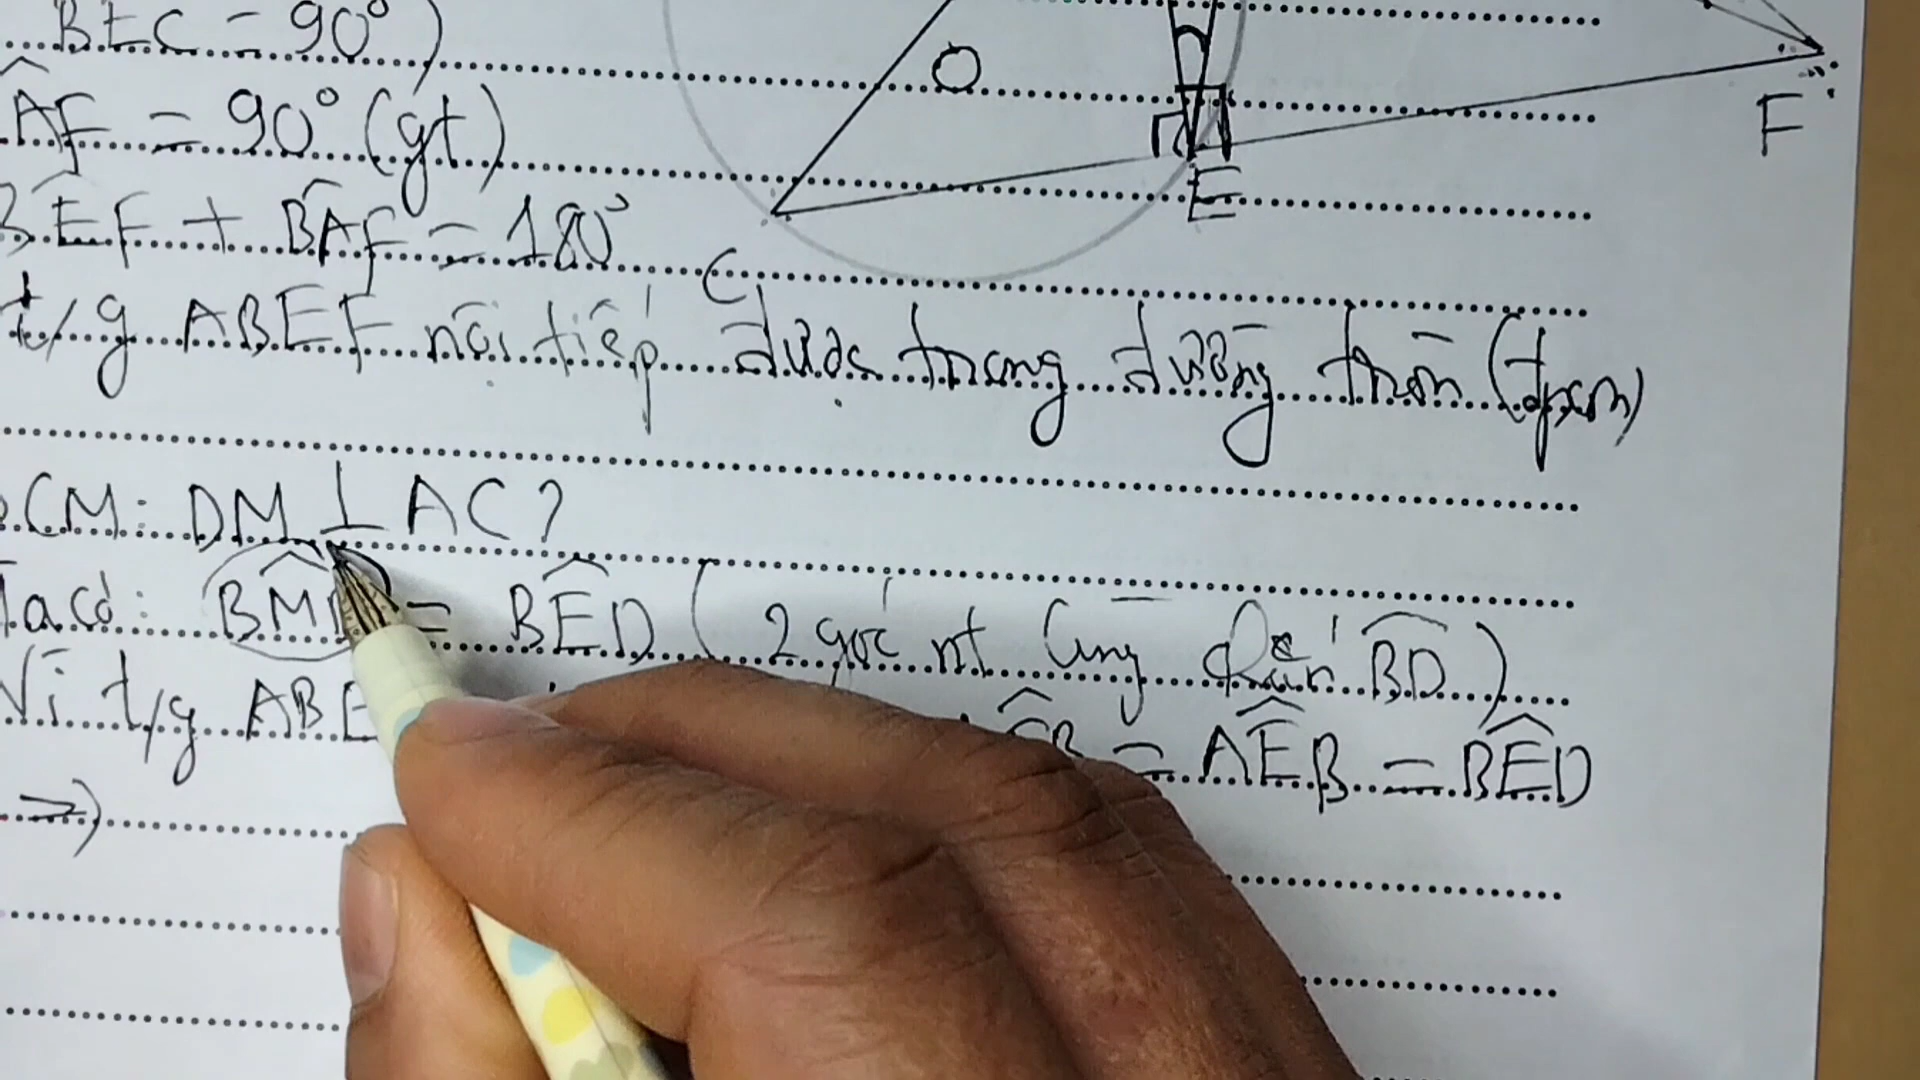 BEC = 90°)
AF = 90° (gt)
O
F
E
BEF + BAF = 180°
C
t/g ABEF nội tiếp được trong đường tròn (đpcm)
CM: DM ⊥ AC?
Ta có: BMD = BED (2 góc nt cùng chắn BD)
Vì t/g ABE = AEB = BED
=>)